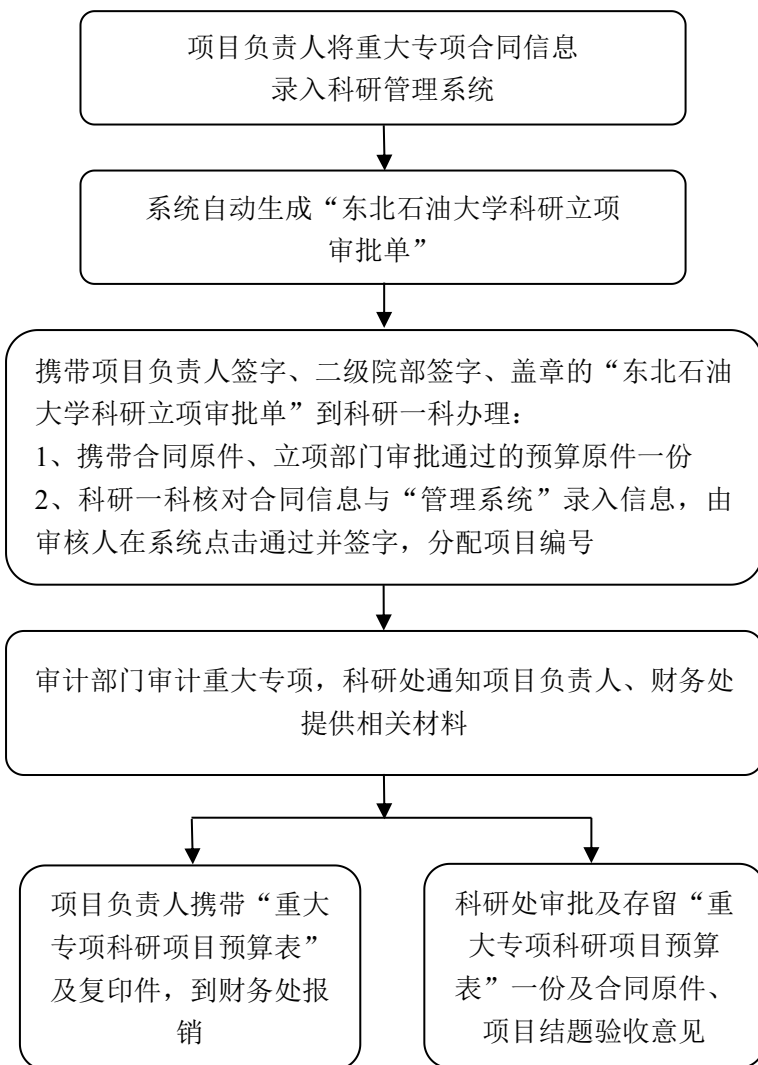 项目负责人将重大专项合同信息
录入科研管理系统
系统自动生成“东北石油大学科研立项
审批单”
携带项目负责人签字、二级院部签字、盖章的“东北石油
大学科研立项审批单”到科研一科办理：
1、携带合同原件、立项部门审批通过的预算原件一份
2、科研一科核对合同信息与“管理系统”录入信息，由
审核人在系统点击通过并签字，分配项目编号
审计部门审计重大专项，科研处通知项目负责人、财务处
提供相关材料
项目负责人携带“重大
专项科研项目预算表”
及复印件，到财务处报
销
科研处审批及存留“重
大专项科研项目预算
表”一份及合同原件、
项目结题验收意见